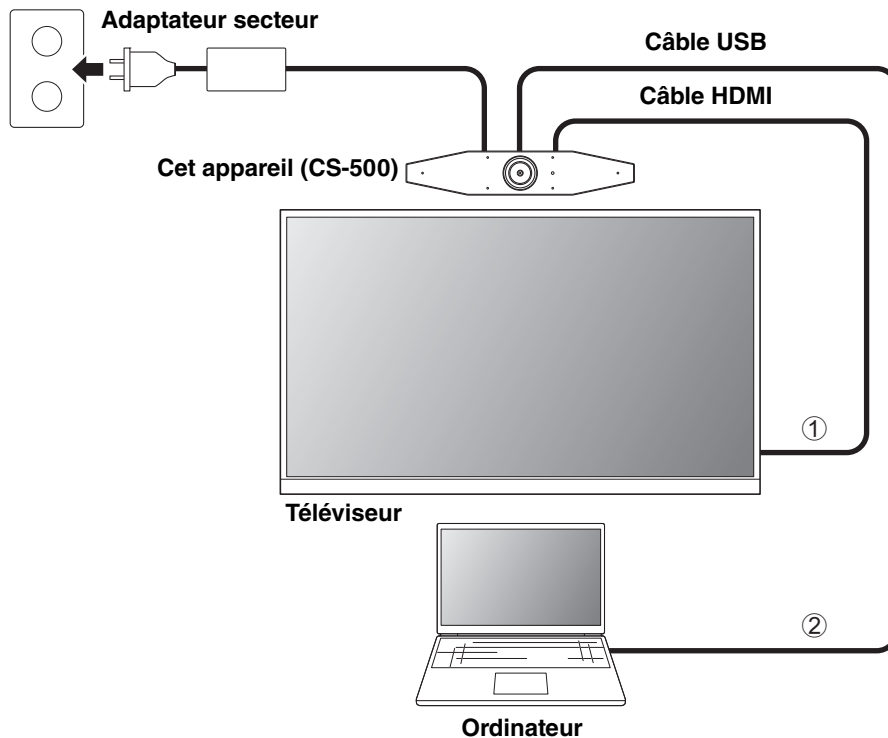 Adaptateur secteur
Câble USB
Câble HDMI
Cet appareil (CS-500)
①
Téléviseur
②
Ordinateur